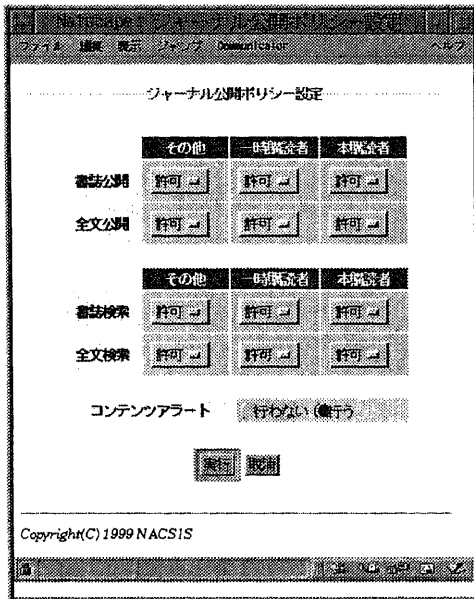 Netscape: ジャーナル公開ポリシー設定
ファイル 編集 表示 ジャンプ Communicator ヘルプ
ジャーナル公開ポリシー設定
その他 一時購読者 本購読者
書誌公開 許可 許可 許可
全文公開 許可 許可 許可
その他 一時購読者 本購読者
書誌検索 許可 許可 許可
全文検索 許可 許可 許可
コンテンツアラート 行わない 行う
実行 取消
Copyright(C) 1999 NACSIS